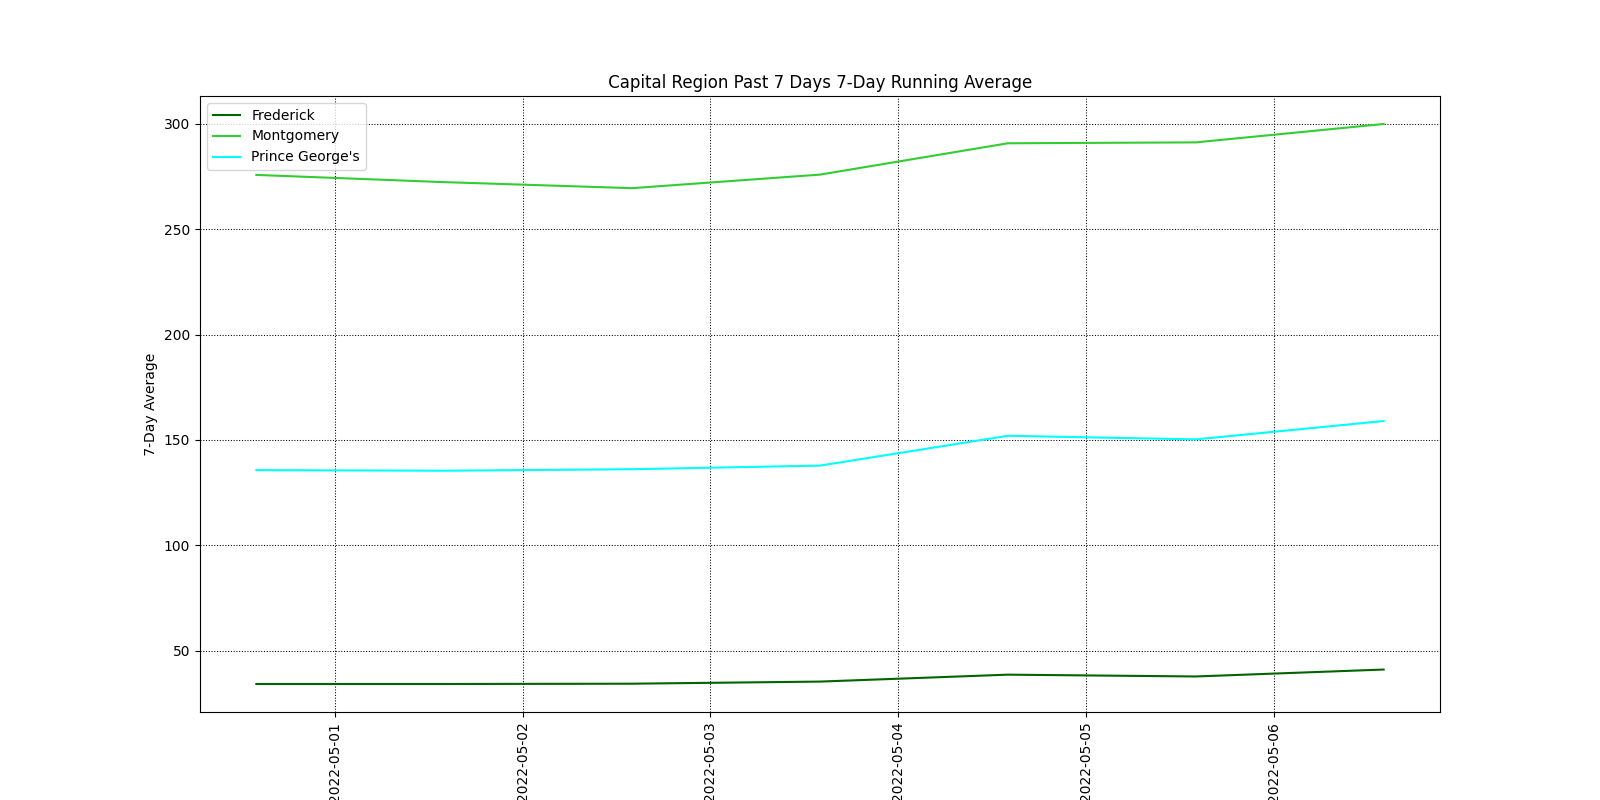 Capital Region Past 7 Days 7-Day Running Average
Frederick
Montgomery
Prince George's
300
250
200
150
100
50
7-Day Average
2022-05-01
2022-05-02
2022-05-03
2022-05-04
2022-05-05
2022-05-06